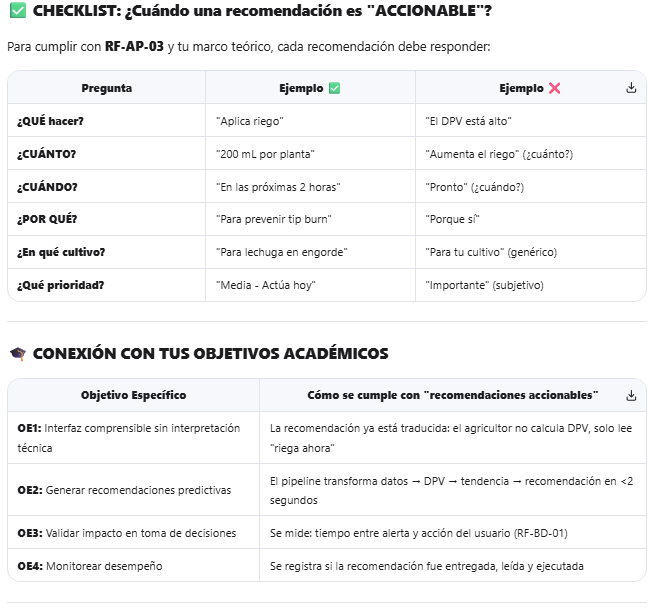 ✅ CHECKLIST: ¿Cuándo una recomendación es "ACCIONABLE"?
Para cumplir con RF-AP-03 y tu marco teórico, cada recomendación debe responder:
Pregunta Ejemplo ✅ Ejemplo ❌
¿QUÉ hacer? "Aplica riego" "El DPV está alto"
¿CUÁNTO? "200 mL por planta" "Aumenta el riego" (¿cuánto?)
¿CUÁNDO? "En las próximas 2 horas" "Pronto" (¿cuándo?)
¿POR QUÉ? "Para prevenir tip burn" "Porque sí"
¿En qué cultivo? "Para lechuga en engorde" "Para tu cultivo" (genérico)
¿Qué prioridad? "Media - Actúa hoy" "Importante" (subjetivo)
🎓 CONEXIÓN CON TUS OBJETIVOS ACADÉMICOS
Objetivo Específico Cómo se cumple con "recomendaciones accionables"
OE1: Interfaz comprensible sin interpretación
técnica
La recomendación ya está traducida: el agricultor no calcula DPV, solo lee
"riega ahora"
OE2: Generar recomendaciones predictivas
El pipeline transforma datos → DPV → tendencia → recomendación en <2
segundos
OE3: Validar impacto en toma de decisiones Se mide: tiempo entre alerta y acción del usuario (RF-BD-01)
OE4: Monitorear desempeño Se registra si la recomendación fue entregada, leída y ejecutada